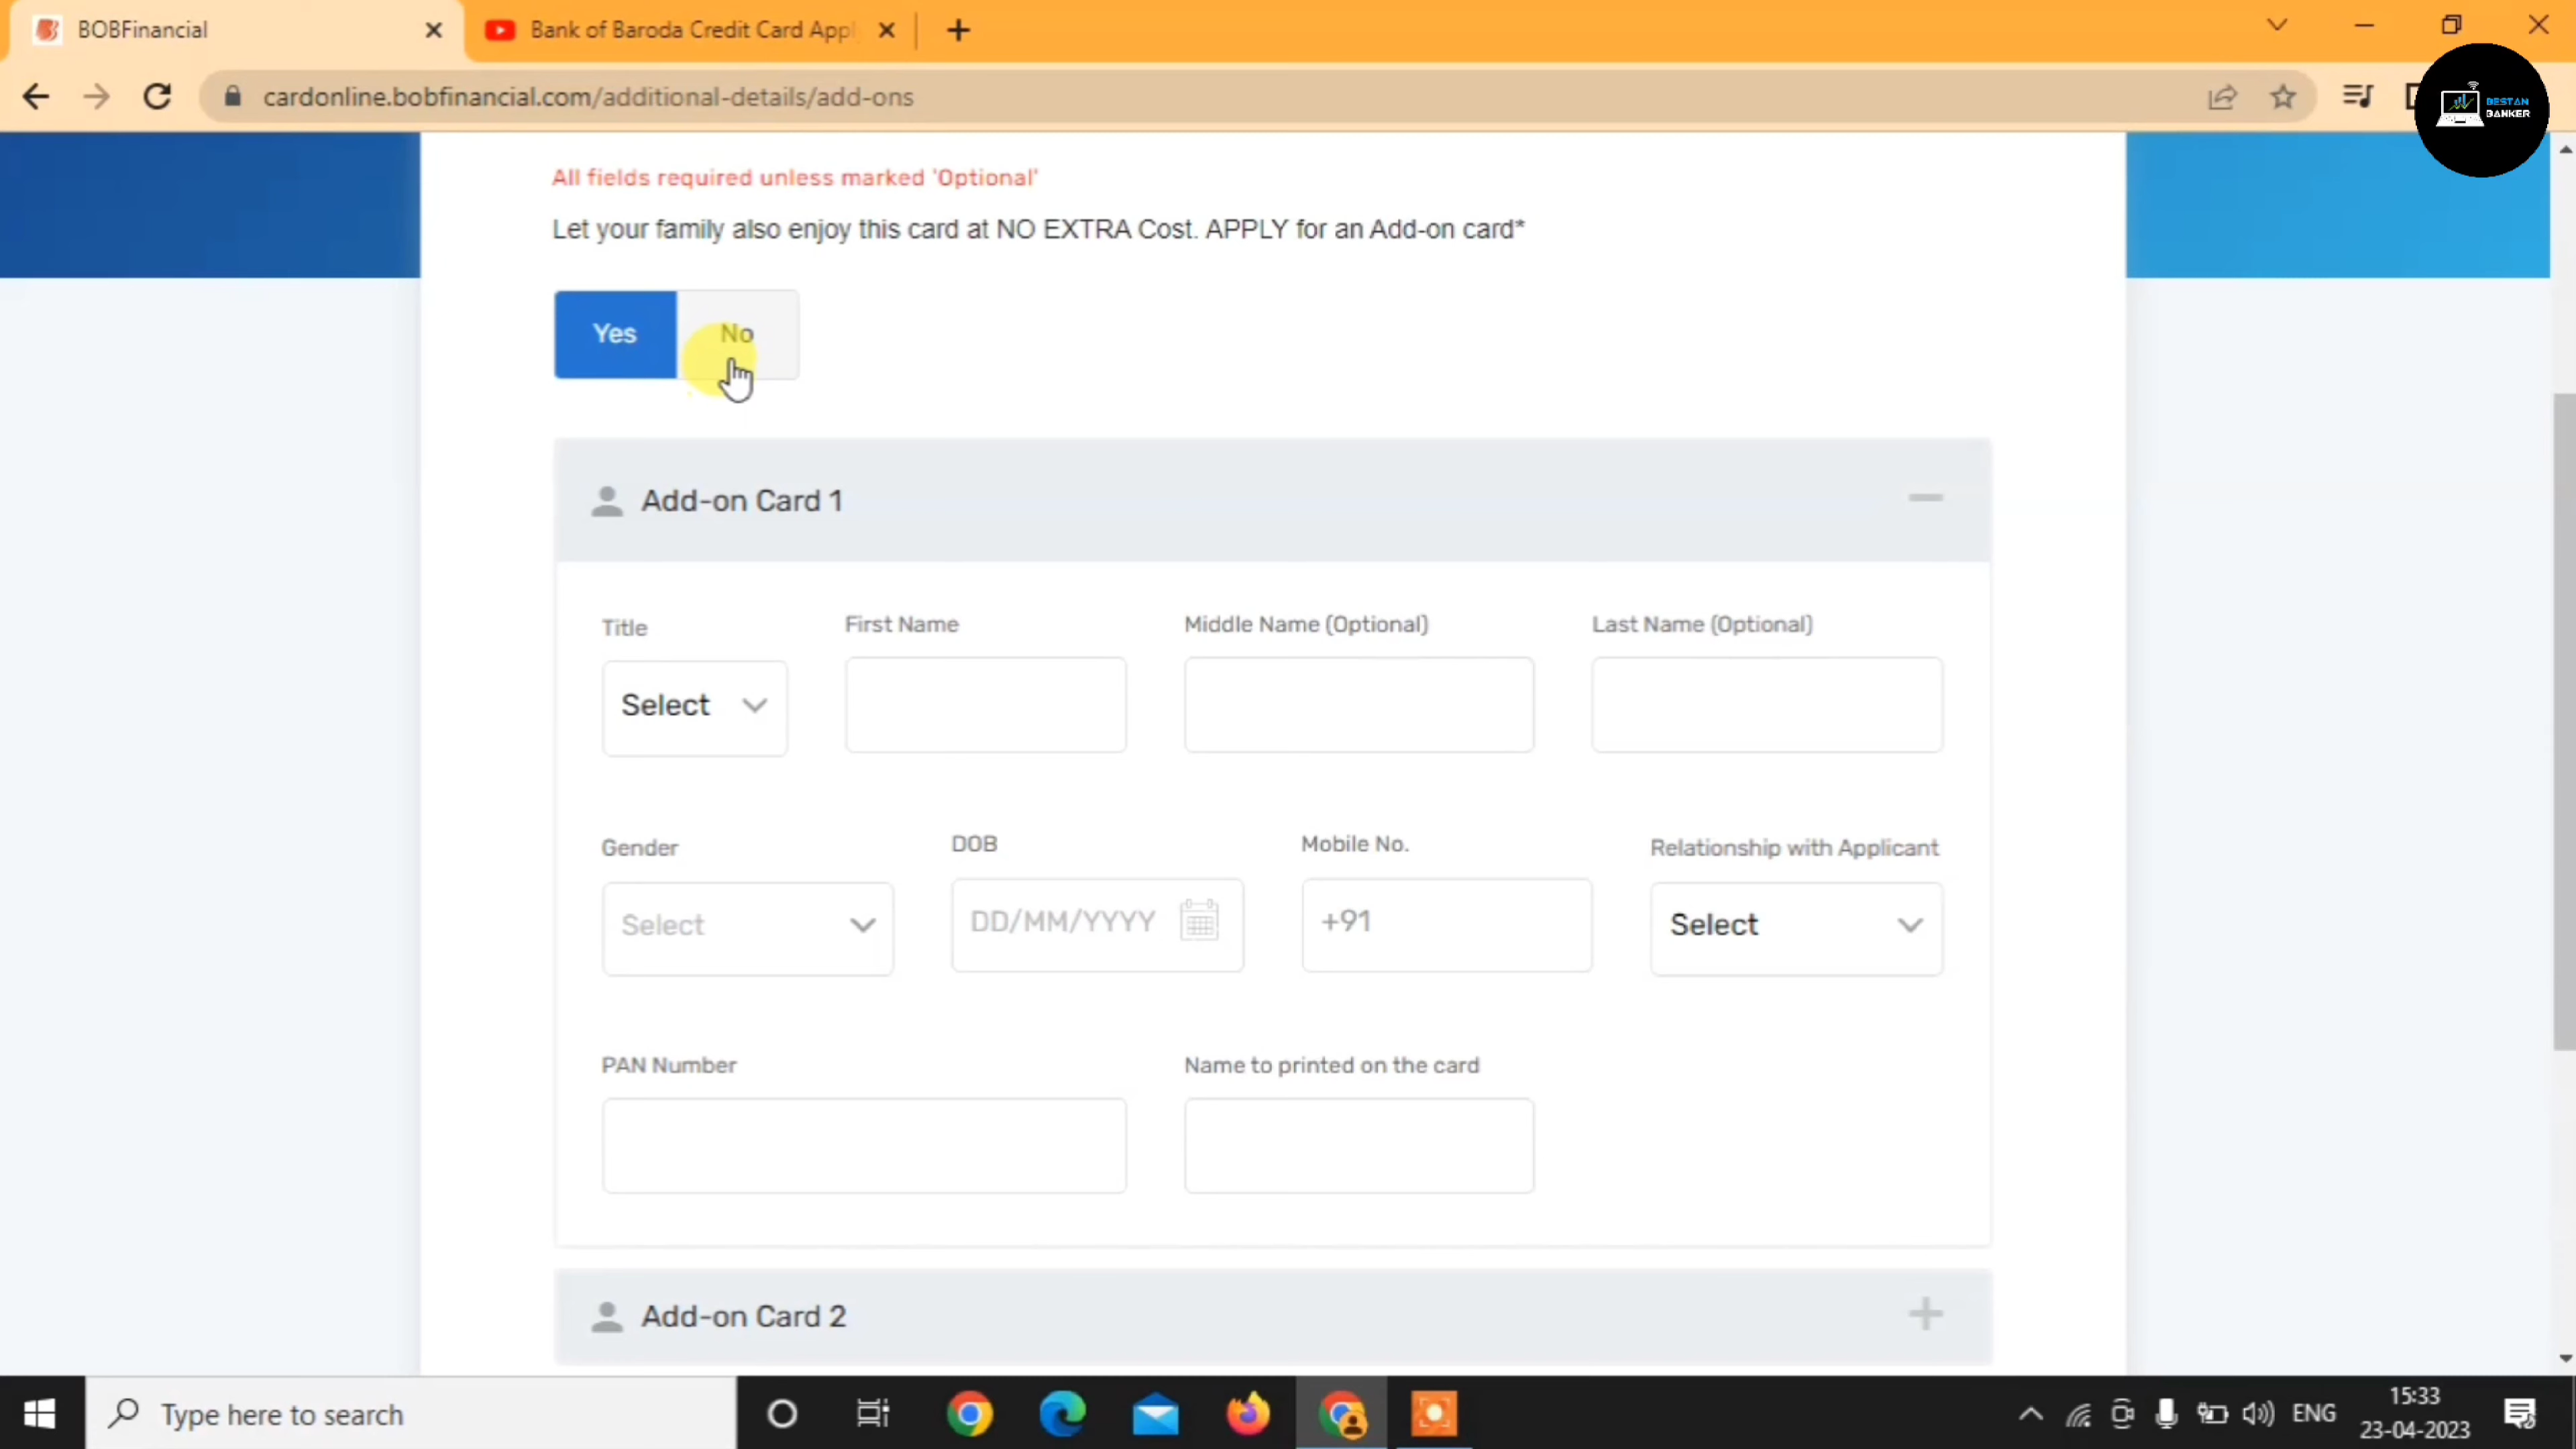 BOBFinancial
Bank of Baroda Credit Card Appl
cardonline.bobfinancial.com/additional-details/add-ons
BESTAN
BANKER
All fields required unless marked 'Optional'
Let your family also enjoy this card at NO EXTRA Cost. APPLY for an Add-on card*
Yes No
Add-on Card 1
Title First Name Middle Name (Optional) Last Name (Optional)
Select
Gender DOB Mobile No. Relationship with Applicant
Select DD/MM/YYYY +91 Select
PAN Number Name to printed on the card
Add-on Card 2
Type here to search
ENG
15:33
23-04-2023